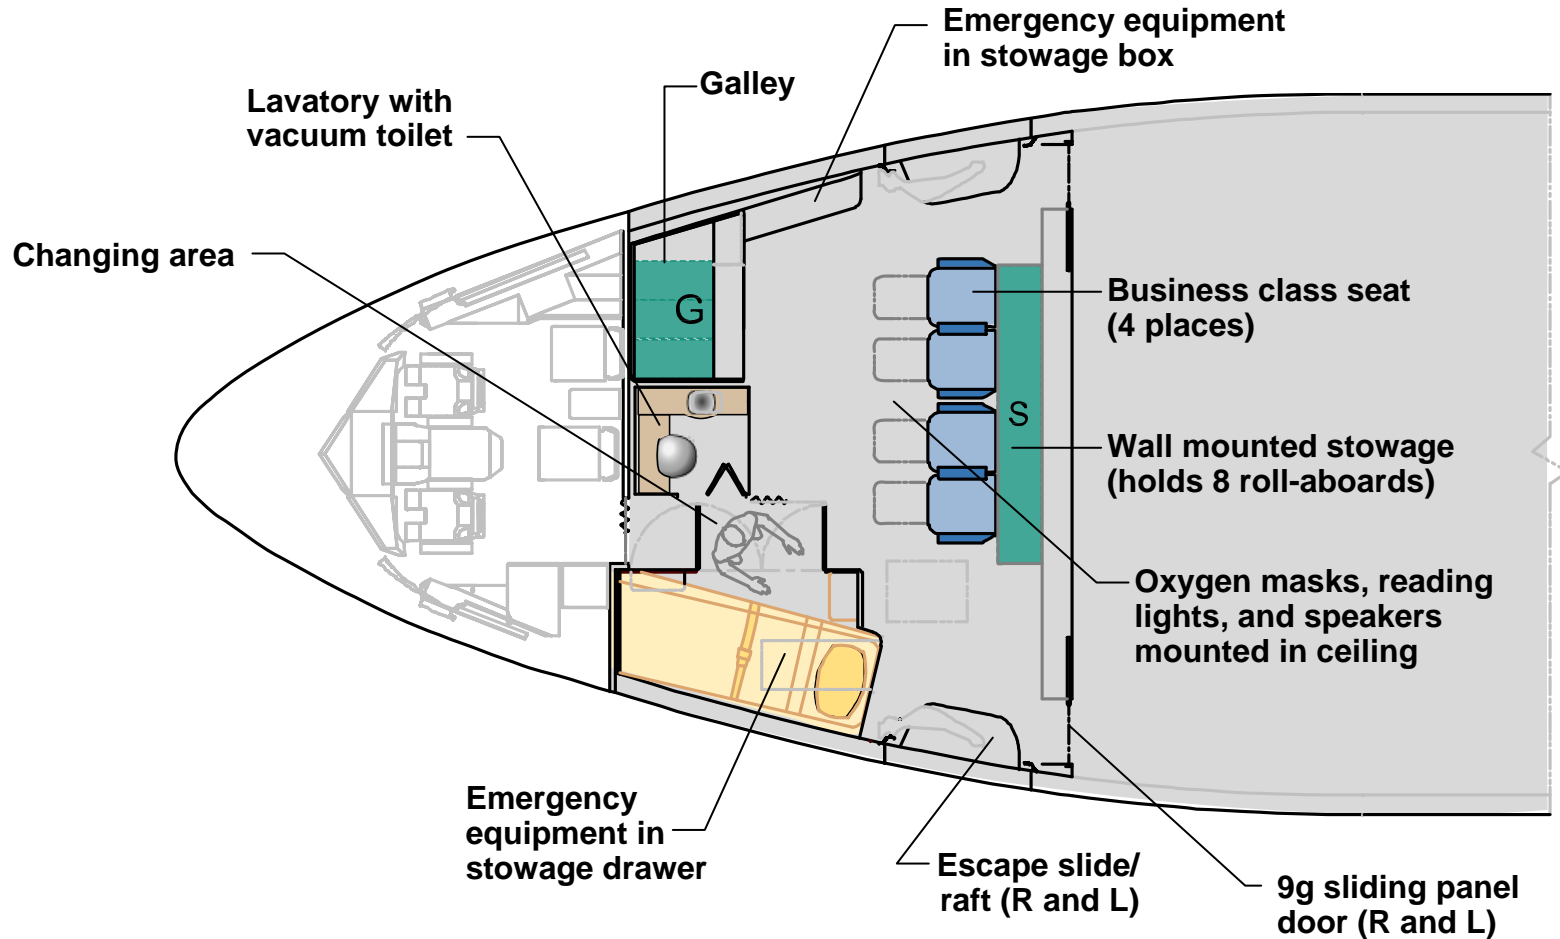 Emergency equipment
in stowage box
Galley
Lavatory with
vacuum toilet
Changing area
G
Business class seat
(4 places)
S
Wall mounted stowage
(holds 8 roll-aboards)
Oxygen masks, reading
lights, and speakers
mounted in ceiling
Emergency
equipment in
stowage drawer
Escape slide/
raft (R and L)
9g sliding panel
door (R and L)